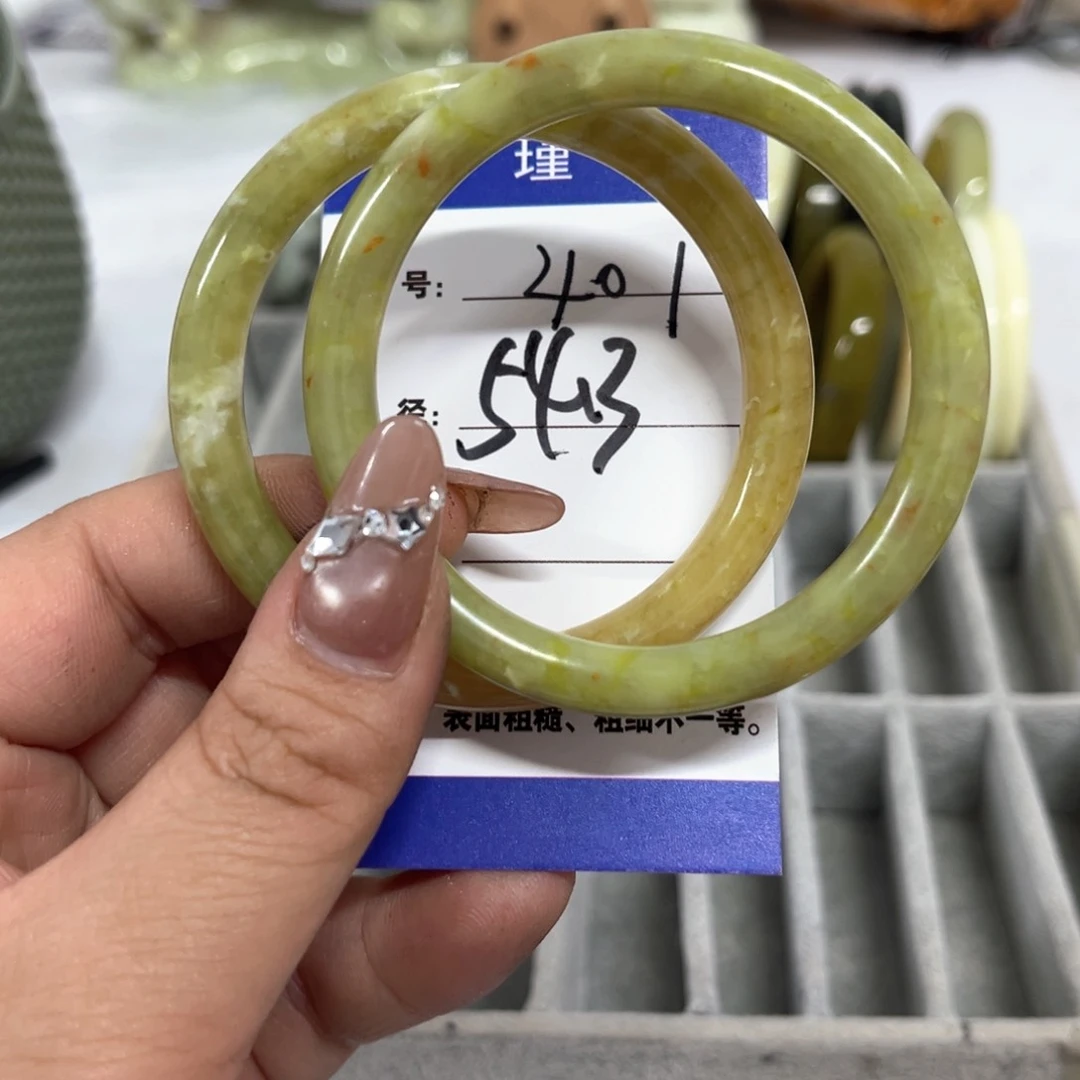 瑾
号: 401
径: 54.3
表面粗糙、粗细不一等。